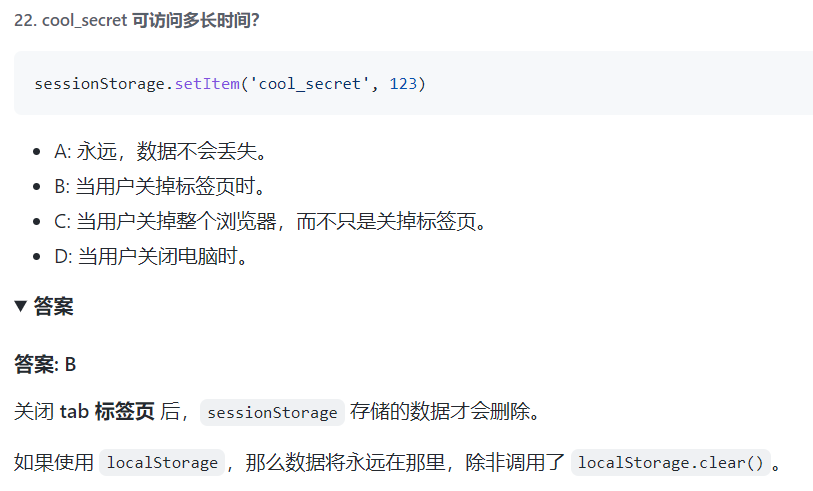 22. cool_secret 可访问多长时间？
sessionStorage.setItem('cool_secret', 123)
A: 永远，数据不会丢失。
B: 当用户关掉标签页时。
C: 当用户关掉整个浏览器，而不只是关掉标签页。
D: 当用户关闭电脑时。
▼ 答案
答案: B
关闭 tab 标签页 后，sessionStorage 存储的数据才会删除。
如果使用 localStorage，那么数据将永远在那里，除非调用了 localStorage.clear()。